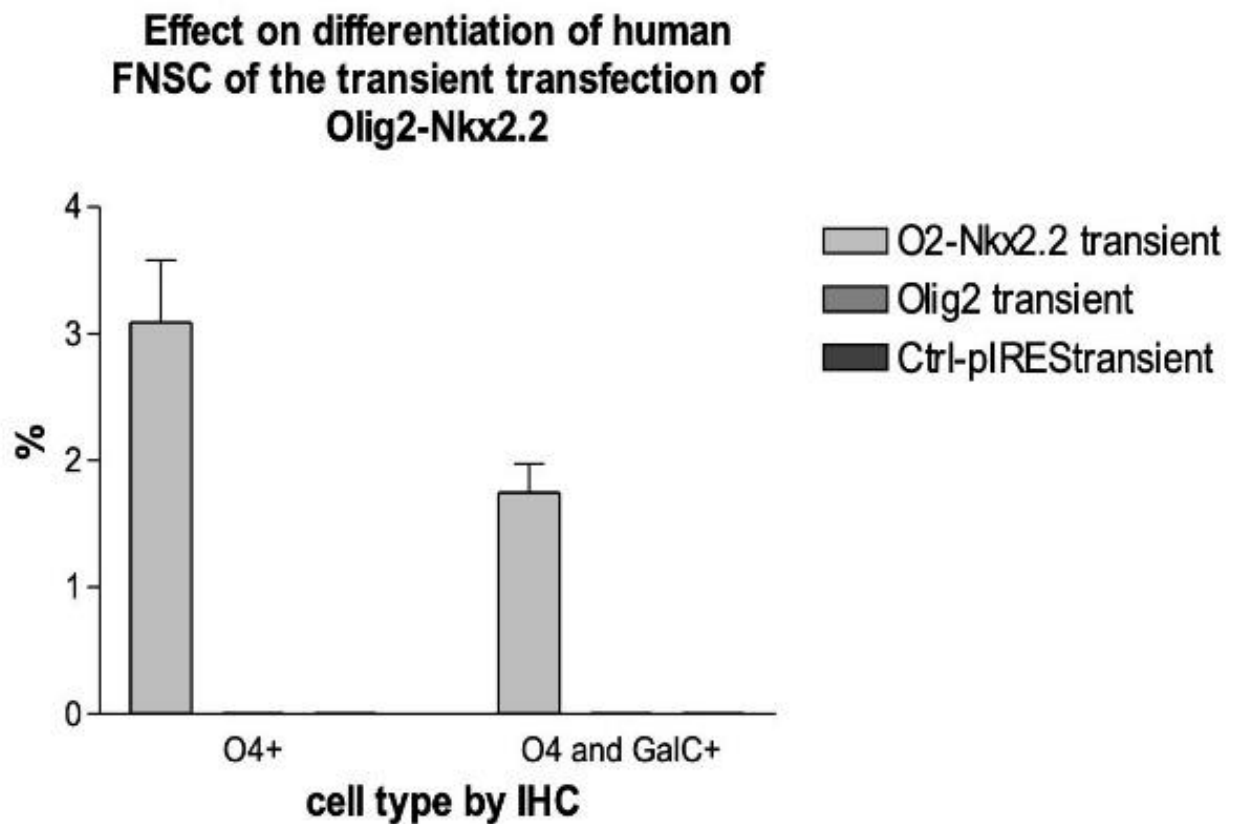 Effect on differentiation of human
FNSC of the transient transfection of
Olig2-Nkx2.2
4
3
2
1
0
%
O4+
O4 and GalC+
cell type by IHC
O2-Nkx2.2 transient
Olig2 transient
Ctrl-pIREStransient